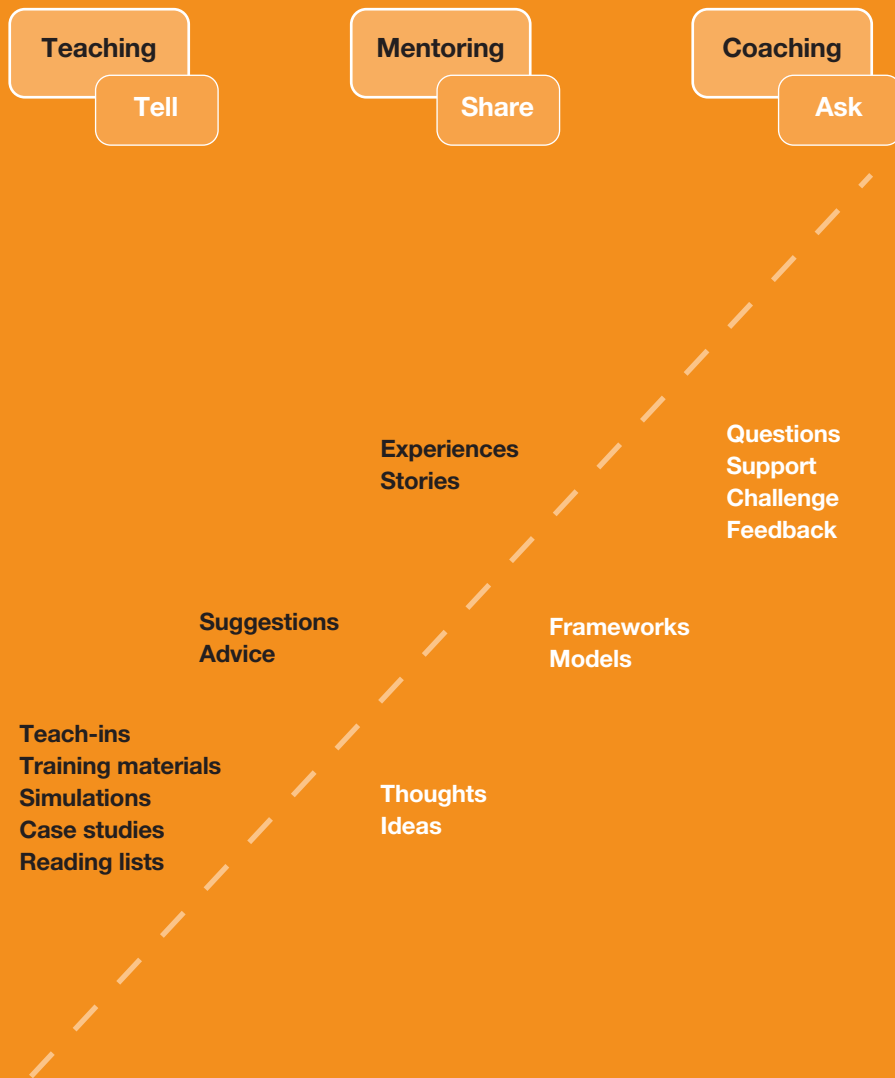 Teaching
Tell
Mentoring
Share
Coaching
Ask
Experiences
Stories
Questions
Support
Challenge
Feedback
Suggestions
Advice
Frameworks
Models
Teach-ins
Training materials
Simulations
Case studies
Reading lists
Thoughts
Ideas